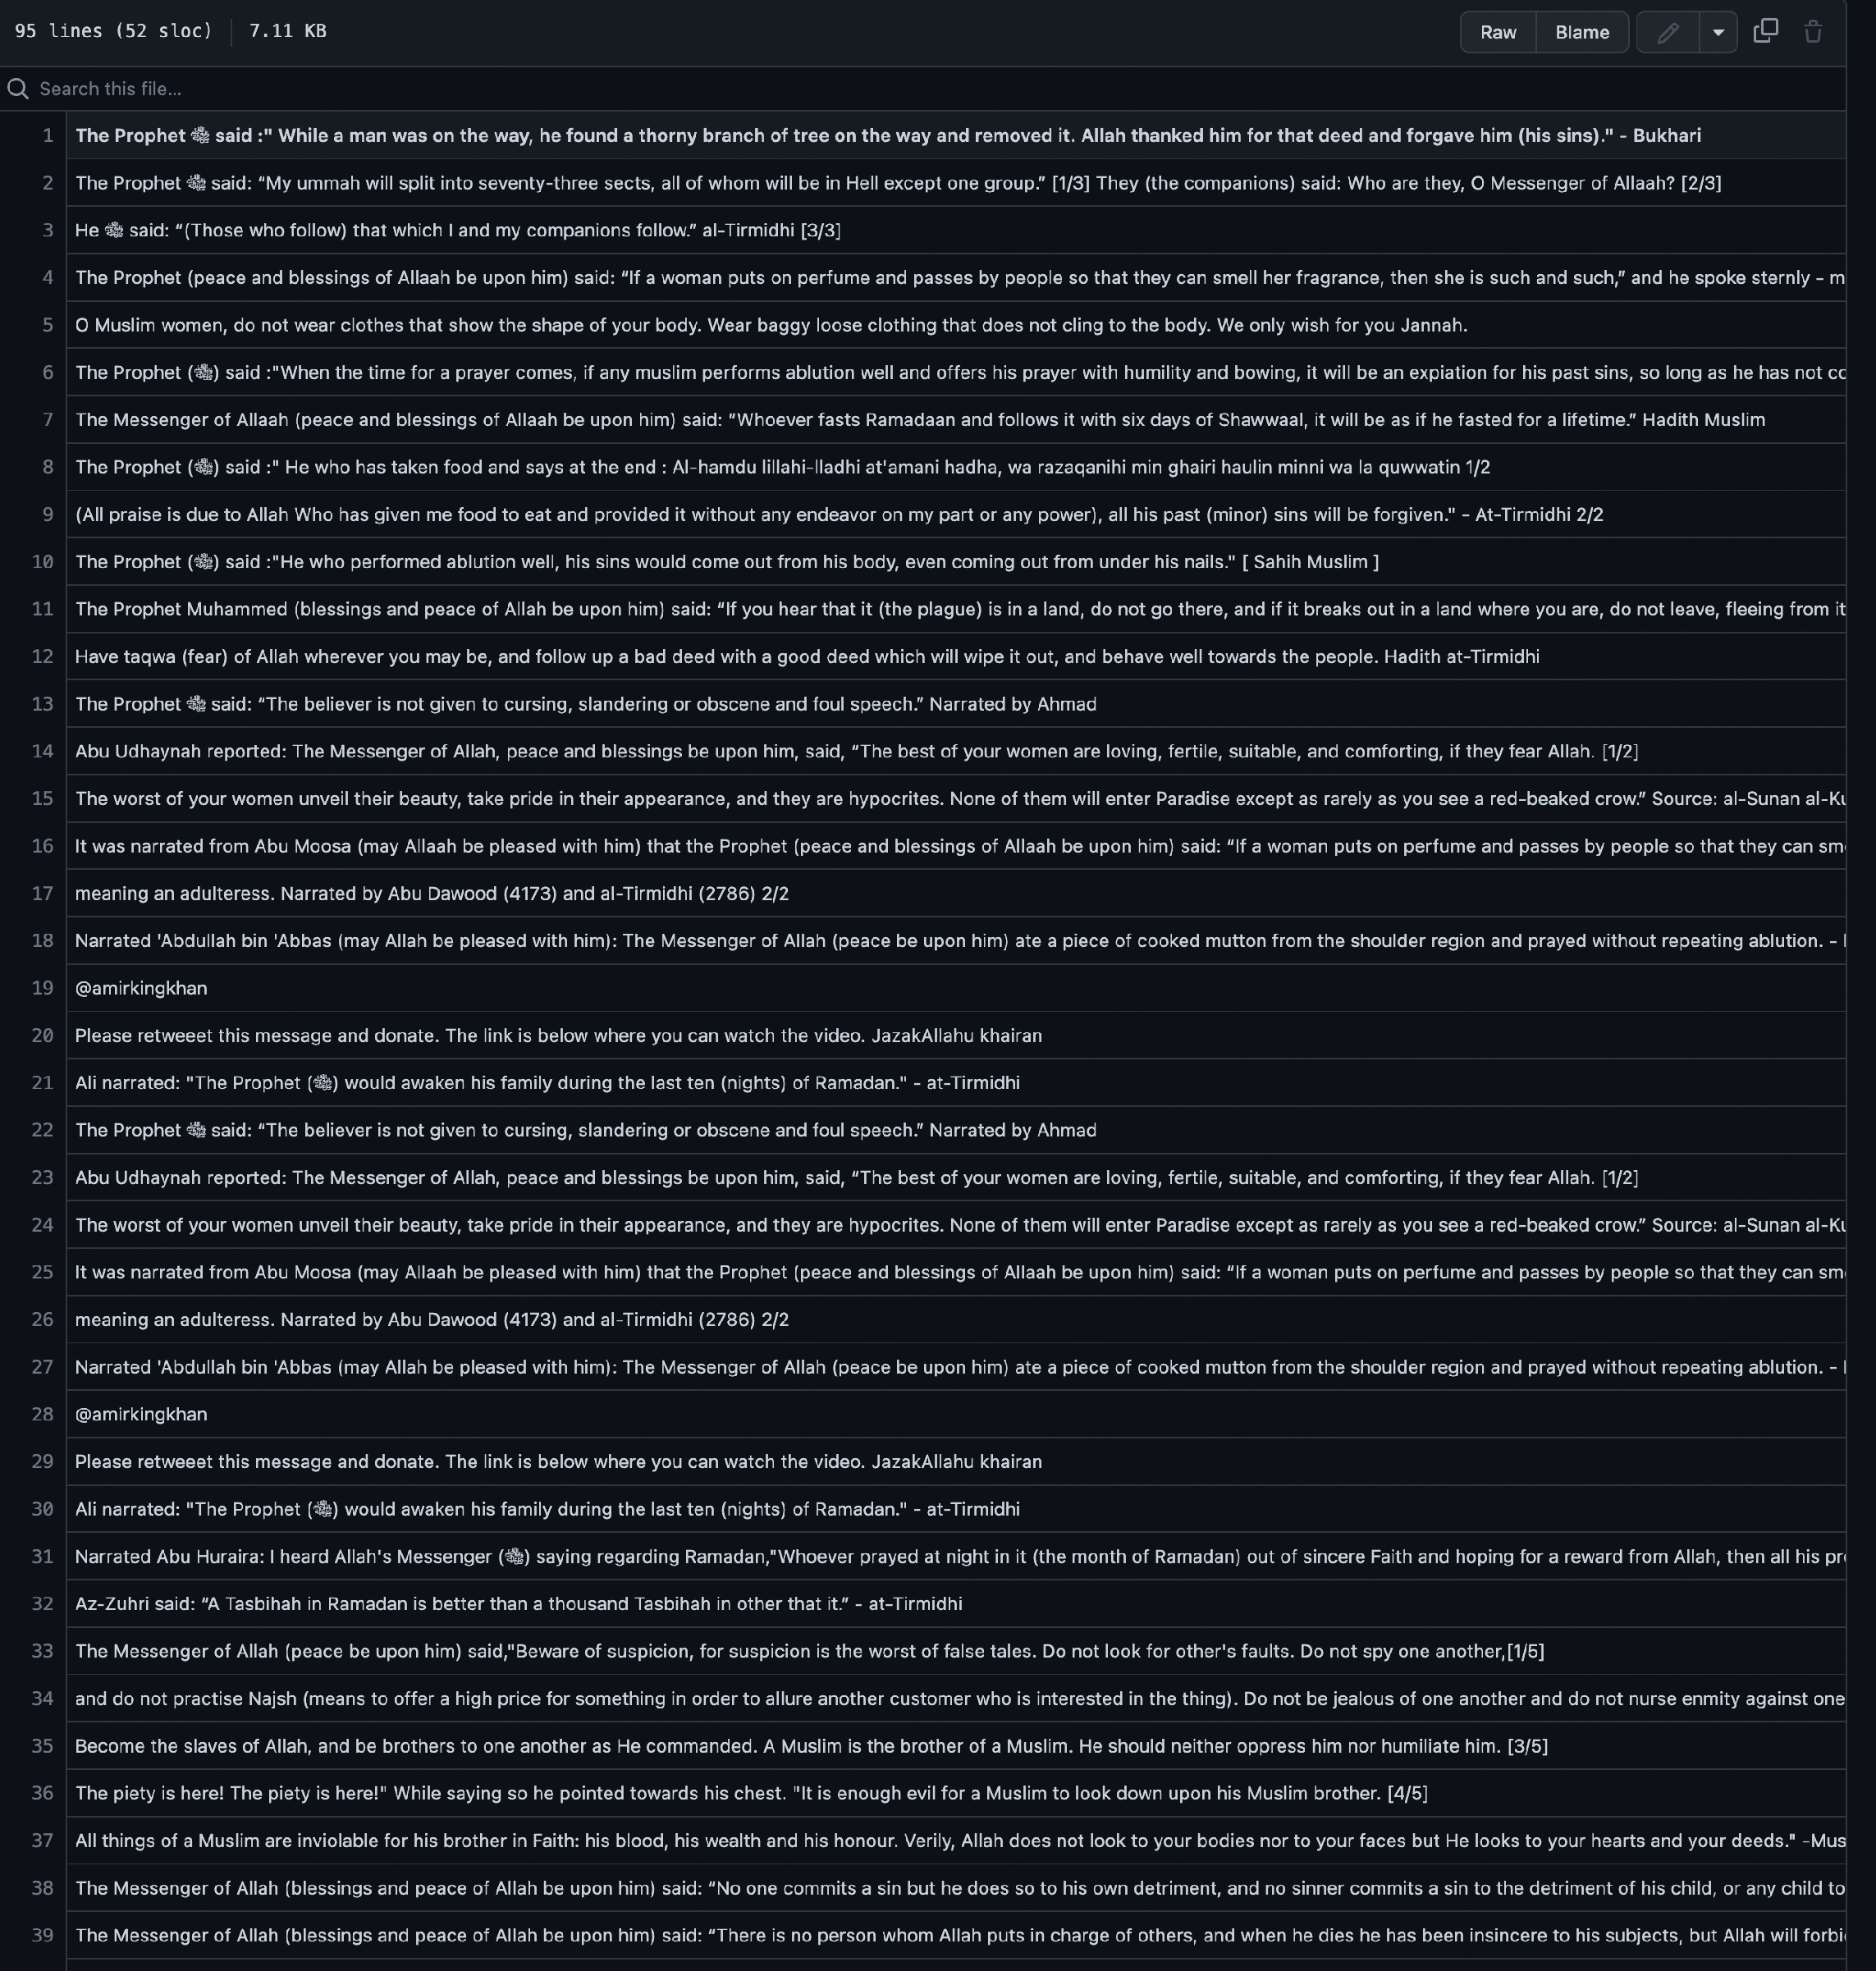 95 lines (52 sloc) 7.11 KB Raw Blame
Search this file...
1 The Prophet ﷺ said :" While a man was on the way, he found a thorny branch of tree on the way and removed it. Allah thanked him for that deed and forgave him (his sins)." - Bukhari
2 The Prophet ﷺ said: “My ummah will split into seventy-three sects, all of whom will be in Hell except one group.” [1/3] They (the companions) said: Who are they, O Messenger of Allaah? [2/3]
3 He ﷺ said: “(Those who follow) that which I and my companions follow.” al-Tirmidhi [3/3]
4 The Prophet (peace and blessings of Allaah be upon him) said: “If a woman puts on perfume and passes by people so that they can smell her fragrance, then she is such and such,” and he spoke sternly – m
5 O Muslim women, do not wear clothes that show the shape of your body. Wear baggy loose clothing that does not cling to the body. We only wish for you Jannah.
6 The Prophet (ﷺ) said :"When the time for a prayer comes, if any muslim performs ablution well and offers his prayer with humility and bowing, it will be an expiation for his past sins, so long as he has not co
7 The Messenger of Allaah (peace and blessings of Allaah be upon him) said: “Whoever fasts Ramadaan and follows it with six days of Shawwaal, it will be as if he fasted for a lifetime.” Hadith Muslim
8 The Prophet (ﷺ) said :" He who has taken food and says at the end : Al-hamdu lillahi-lladhi at'amani hadha, wa razaqanihi min ghairi haulin minni wa la quwwatin 1/2
9 (All praise is due to Allah Who has given me food to eat and provided it without any endeavor on my part or any power), all his past (minor) sins will be forgiven." - At-Tirmidhi 2/2
10 The Prophet (ﷺ) said :"He who performed ablution well, his sins would come out from his body, even coming out from under his nails." [ Sahih Muslim ]
11 The Prophet Muhammed (blessings and peace of Allah be upon him) said: “If you hear that it (the plague) is in a land, do not go there, and if it breaks out in a land where you are, do not leave, fleeing from it
12 Have taqwa (fear) of Allah wherever you may be, and follow up a bad deed with a good deed which will wipe it out, and behave well towards the people. Hadith at-Tirmidhi
13 The Prophet ﷺ said: “The believer is not given to cursing, slandering or obscene and foul speech.” Narrated by Ahmad
14 Abu Udhaynah reported: The Messenger of Allah, peace and blessings be upon him, said, “The best of your women are loving, fertile, suitable, and comforting, if they fear Allah. [1/2]
15 The worst of your women unveil their beauty, take pride in their appearance, and they are hypocrites. None of them will enter Paradise except as rarely as you see a red-beaked crow.” Source: al-Sunan al-Ku
16 It was narrated from Abu Moosa (may Allaah be pleased with him) that the Prophet (peace and blessings of Allaah be upon him) said: “If a woman puts on perfume and passes by people so that they can sm
17 meaning an adulteress. Narrated by Abu Dawood (4173) and al-Tirmidhi (2786) 2/2
18 Narrated 'Abdullah bin 'Abbas (may Allah be pleased with him): The Messenger of Allah (peace be upon him) ate a piece of cooked mutton from the shoulder region and prayed without repeating ablution. -
19 @amirkingkhan
20 Please retweeet this message and donate. The link is below where you can watch the video. JazakAllahu khairan
21 Ali narrated: "The Prophet (ﷺ) would awaken his family during the last ten (nights) of Ramadan." - at-Tirmidhi
22 The Prophet ﷺ said: “The believer is not given to cursing, slandering or obscene and foul speech.” Narrated by Ahmad
23 Abu Udhaynah reported: The Messenger of Allah, peace and blessings be upon him, said, “The best of your women are loving, fertile, suitable, and comforting, if they fear Allah. [1/2]
24 The worst of your women unveil their beauty, take pride in their appearance, and they are hypocrites. None of them will enter Paradise except as rarely as you see a red-beaked crow.” Source: al-Sunan al-Ku
25 It was narrated from Abu Moosa (may Allaah be pleased with him) that the Prophet (peace and blessings of Allaah be upon him) said: “If a woman puts on perfume and passes by people so that they can sm
26 meaning an adulteress. Narrated by Abu Dawood (4173) and al-Tirmidhi (2786) 2/2
27 Narrated 'Abdullah bin 'Abbas (may Allah be pleased with him): The Messenger of Allah (peace be upon him) ate a piece of cooked mutton from the shoulder region and prayed without repeating ablution. -
28 @amirkingkhan
29 Please retweeet this message and donate. The link is below where you can watch the video. JazakAllahu khairan
30 Ali narrated: "The Prophet (ﷺ) would awaken his family during the last ten (nights) of Ramadan." - at-Tirmidhi
31 Narrated Abu Huraira: I heard Allah's Messenger (ﷺ) saying regarding Ramadan,"Whoever prayed at night in it (the month of Ramadan) out of sincere Faith and hoping for a reward from Allah, then all his pr
32 Az-Zuhri said: “A Tasbihah in Ramadan is better than a thousand Tasbihah in other that it.” - at-Tirmidhi
33 The Messenger of Allah (peace be upon him) said,"Beware of suspicion, for suspicion is the worst of false tales. Do not look for other's faults. Do not spy one another,[1/5]
34 and do not practise Najsh (means to offer a high price for something in order to allure another customer who is interested in the thing). Do not be jealous of one another and do not nurse enmity against one
35 Become the slaves of Allah, and be brothers to one another as He commanded. A Muslim is the brother of a Muslim. He should neither oppress him nor humiliate him. [3/5]
36 The piety is here! The piety is here!" While saying so he pointed towards his chest. "It is enough evil for a Muslim to look down upon his Muslim brother. [4/5]
37 All things of a Muslim are inviolable for his brother in Faith: his blood, his wealth and his honour. Verily, Allah does not look to your bodies nor to your faces but He looks to your hearts and your deeds." -Mus
38 The Messenger of Allah (blessings and peace of Allah be upon him) said: “No one commits a sin but he does so to his own detriment, and no sinner commits a sin to the detriment of his child, or any child to
39 The Messenger of Allah (blessings and peace of Allah be upon him) said: “There is no person whom Allah puts in charge of others, and when he dies he has been insincere to his subjects, but Allah will forbi